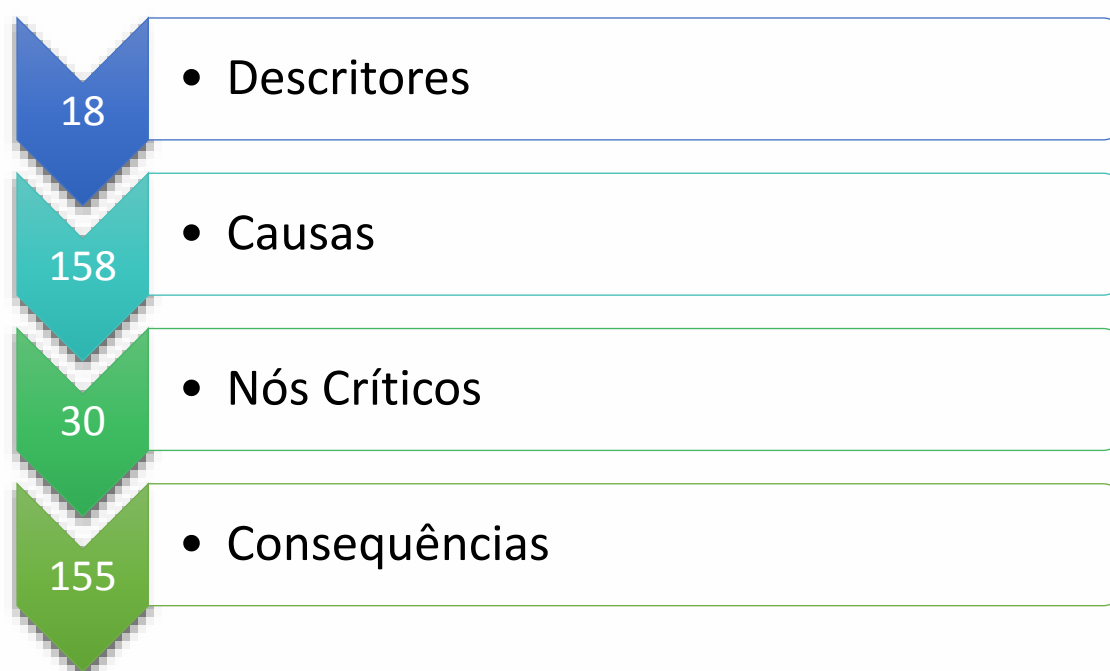 18
• Descritores
158
• Causas
30
• Nós Críticos
155
• Consequências